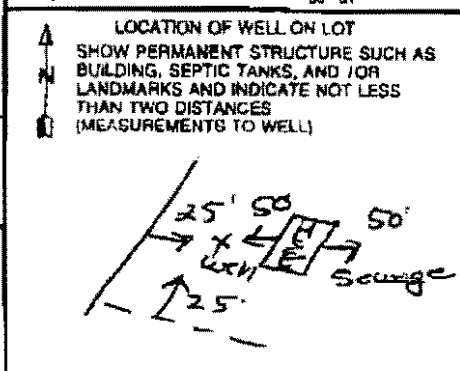 LOCATION OF WELL ON LOT
SHOW PERMANENT STRUCTURE SUCH AS
N BUILDING, SEPTIC TANKS, AND /OR
LANDMARKS AND INDICATE NOT LESS
THAN TWO DISTANCES
(MEASUREMENTS TO WELL)
25' 50 50'
well
25'